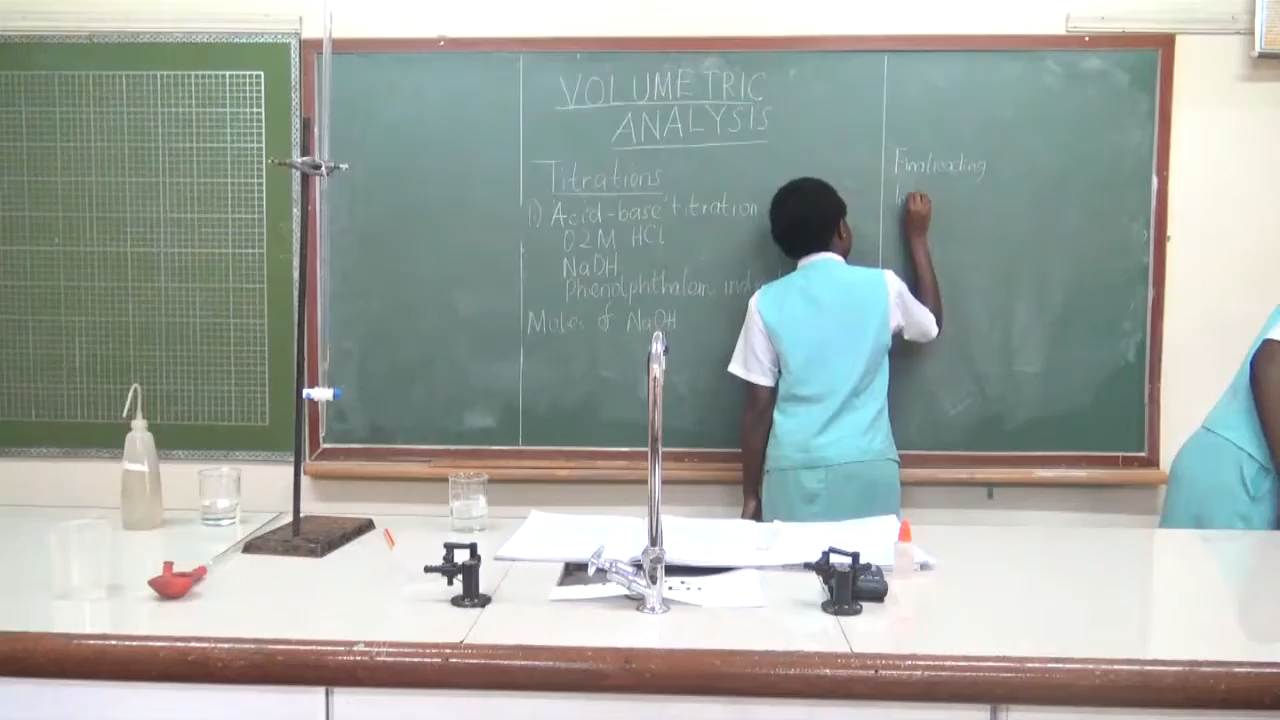 VOLUMETRIC
ANALYSIS
Titrations
1) Acid-base titration
0.2M HCl
NaOH
Phenolphthalein
Moles of NaOH
Final reading